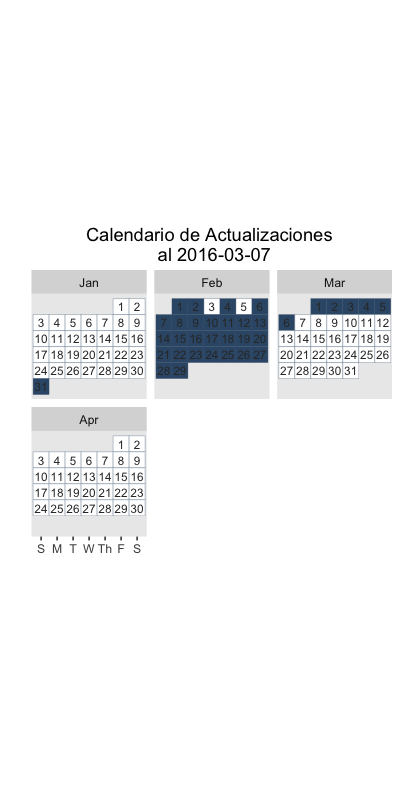 Calendario de Actualizaciones
al 2016-03-07
Jan Feb Mar
1 2 1 2 3 4 5 6 1 2 3 4 5
3 4 5 6 7 8 9 7 8 9 10 11 12 13 6 7 8 9 10 11 12
10 11 12 13 14 15 16 14 15 16 17 18 19 20 13 14 15 16 17 18 19
17 18 19 20 21 22 23 21 22 23 24 25 26 27 20 21 22 23 24 25 26
24 25 26 27 28 29 30 28 29 27 28 29 30 31
31
Apr
1 2
3 4 5 6 7 8 9
10 11 12 13 14 15 16
17 18 19 20 21 22 23
24 25 26 27 28 29 30
S M T W Th F S